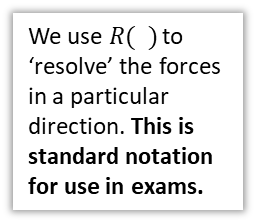 We use R( ) to
‘resolve’ the forces
in a particular
direction. This is
standard notation
for use in exams.